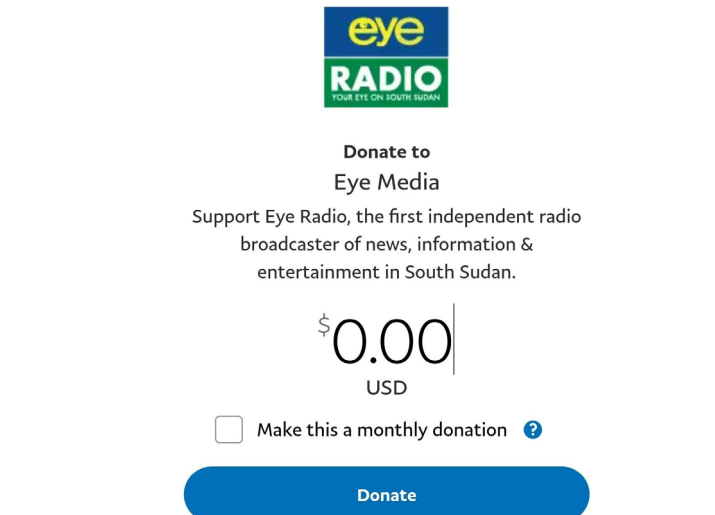 eye
RADIO
YOUR EYE ON SOUTH SUDAN
Donate to
Eye Media
Support Eye Radio, the first independent radio
broadcaster of news, information &
entertainment in South Sudan.
$0.00
USD
Make this a monthly donation ?
Donate